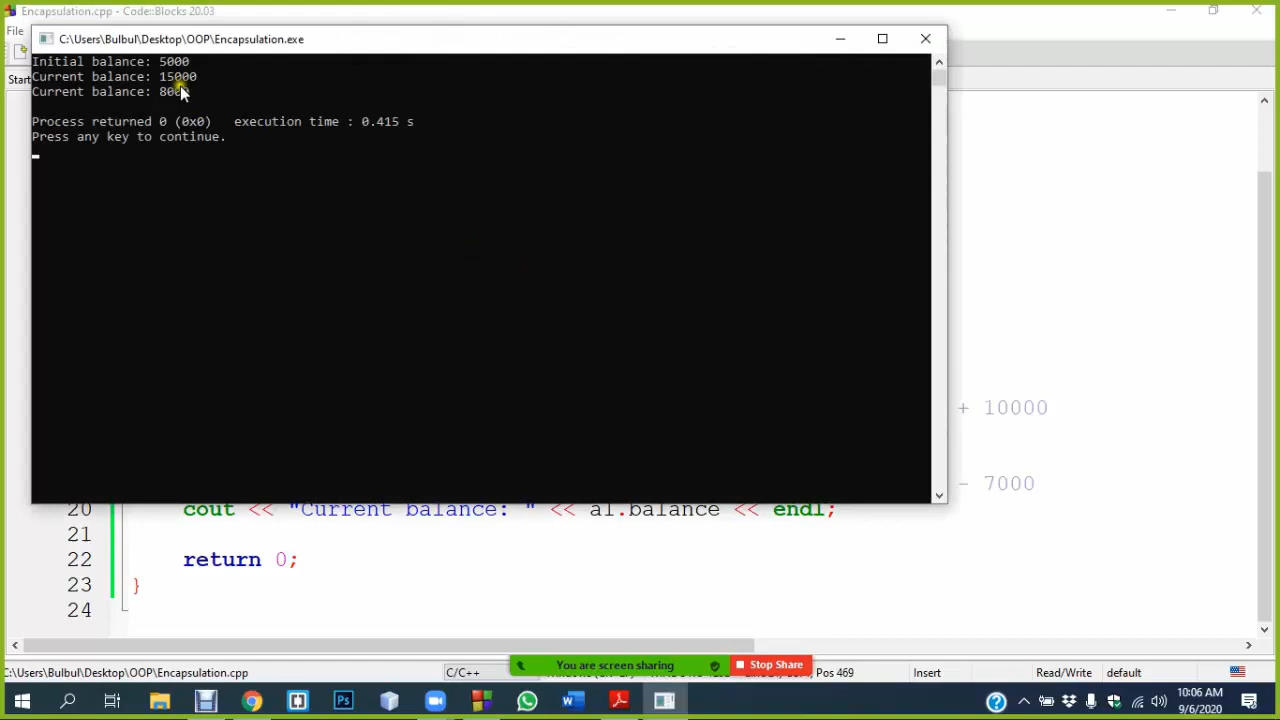 Encapsulation.cpp - Code::Blocks 20.03
File
C:\Users\Bulbul\Desktop\OOP\Encapsulation.exe
Start
Initial balance: 5000
Current balance: 15000
Current balance: 8000
Process returned 0 (0x0) execution time : 0.415 s
Press any key to continue.
+ 10000
- 7000
20 cout << "Current balance: " << a1.balance << endl;
21
22 return 0;
23 }
24
C:\Users\Bulbul\Desktop\OOP\Encapsulation.cpp
C/C++
You are screen sharing
Stop Share
Pos 469
Insert
Read/Write
default
10:06 AM
9/6/2020